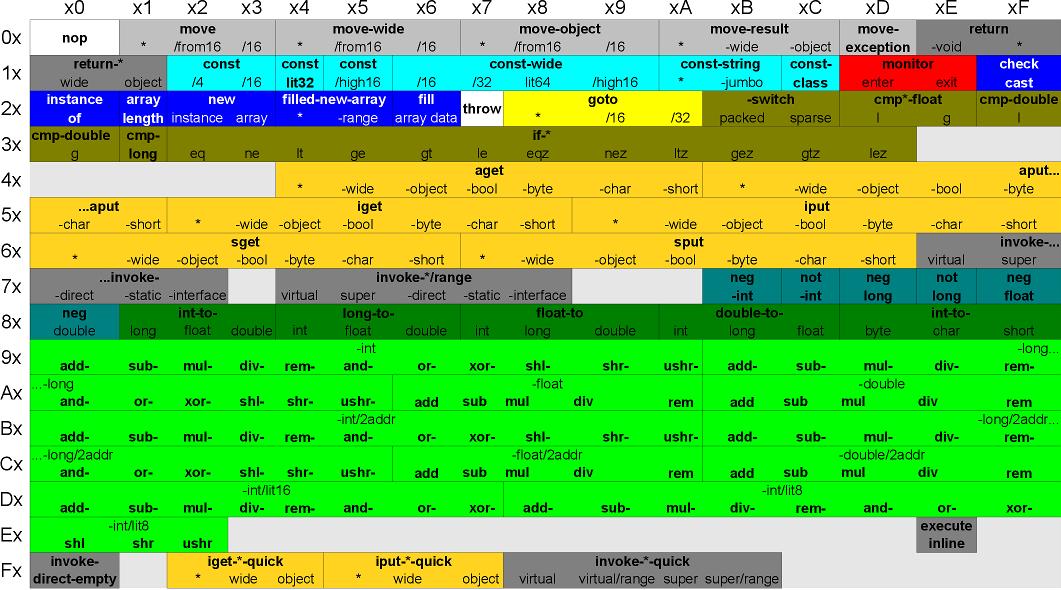 x0 x1 x2 x3 x4 x5 x6 x7 x8 x9 xA xB xC xD xE xF
0x nop move move-wide move-object move-result move- return
* /from16 /16 * /from16 /16 * /from16 /16 * -wide -object exception -void *
1x return-* const const const const-wide const-string const- monitor check
wide object /4 /16 lit32 /high16 /16 /32 lit64 /high16 * -jumbo class enter exit cast
2x instance array new filled-new-array fill throw goto -switch cmp*-float cmp-double
of length instance array * -range array data * /16 /32 packed sparse l g l
3x cmp-double cmp- if-*
g long eq ne lt ge gt le eqz nez ltz gez gtz lez
4x aget aput...
* -wide -object -bool -byte -char -short * -wide -object -bool -byte
5x ...aput iget iput
-char -short * -wide -object -bool -byte -char -short * -wide -object -bool -byte -char -short
6x sget sput invoke-...
* -wide -object -bool -byte -char -short * -wide -object -bool -byte -char -short virtual super
7x ...invoke- invoke-*/range neg not neg not neg
-direct -static -interface virtual super -direct -static -interface -int -int long long float
8x neg int-to- long-to- float-to double-to- int-to-
double long float double int float double int long double int long float byte char short
9x -int -long...
add- sub- mul- div- rem- and- or- xor- shl- shr- ushr- add- sub- mul- div- rem-
Ax ...-long -float -double
and- or- xor- shl- shr- ushr- add sub mul div rem add sub mul div rem
Bx -int/2addr -long/2addr...
add- sub- mul- div- rem- and- or- xor- shl- shr- ushr- add- sub- mul- div- rem-
Cx ...-long/2addr -float/2addr -double/2addr
and- or- xor- shl- shr- ushr- add sub mul div rem add sub mul div rem
Dx -int/lit16 -int/lit8
add- sub- mul- div- rem- and- or- xor- add- sub- mul- div- rem- and- or- xor-
Ex -int/lit8 execute
shl shr ushr inline
Fx invoke- iget-*-quick iput-*-quick invoke-*-quick
direct-empty * wide object * wide object virtual virtual/range super super/range